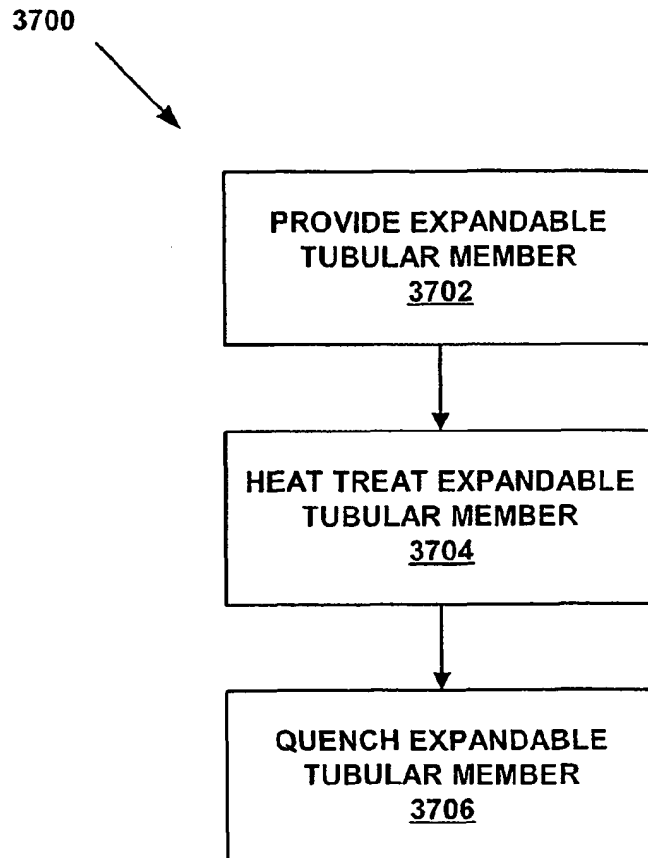 3700
PROVIDE EXPANDABLE
TUBULAR MEMBER
3702
HEAT TREAT EXPANDABLE
TUBULAR MEMBER
3704
QUENCH EXPANDABLE
TUBULAR MEMBER
3706